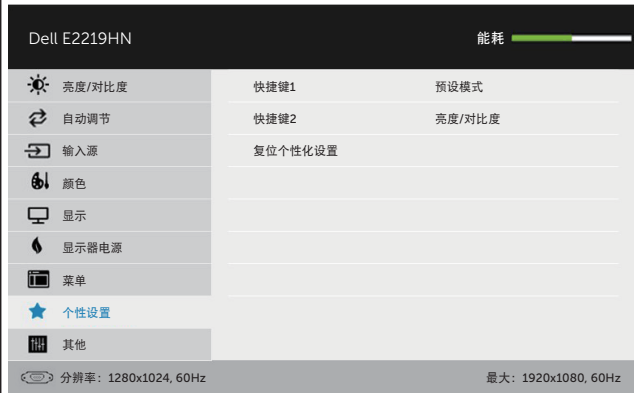 Dell E2219HN 能耗
亮度/对比度 快捷键1 预设模式
自动调节 快捷键2 亮度/对比度
输入源 复位个性化设置
颜色
显示
显示器电源
菜单
个性设置
其他
分辨率：1280x1024, 60Hz 最大：1920x1080, 60Hz